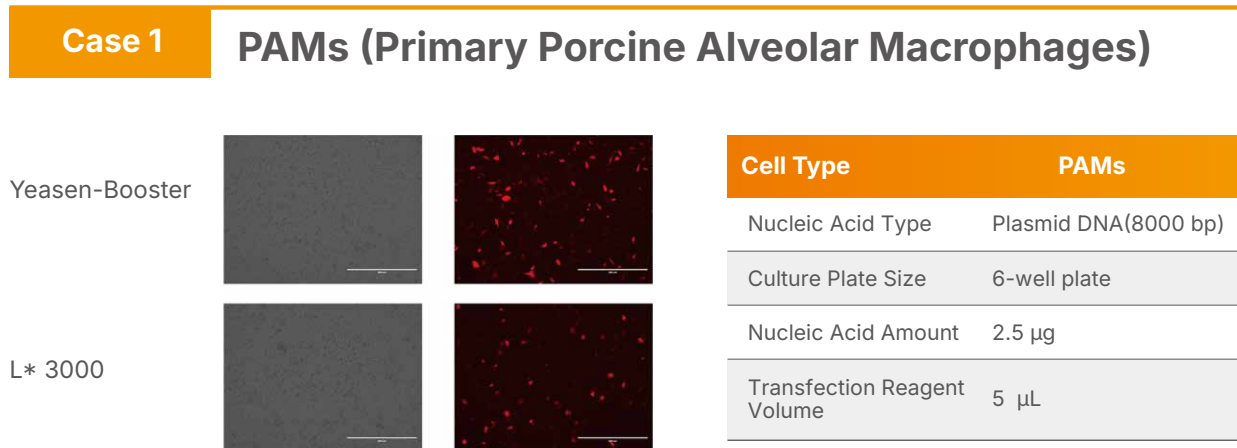 Case 1
PAMs (Primary Porcine Alveolar Macrophages)
Yeasen-Booster
L* 3000
Cell Type PAMs
Nucleic Acid Type Plasmid DNA(8000 bp)
Culture Plate Size 6-well plate
Nucleic Acid Amount 2.5 µg
Transfection Reagent
Volume 5 µL